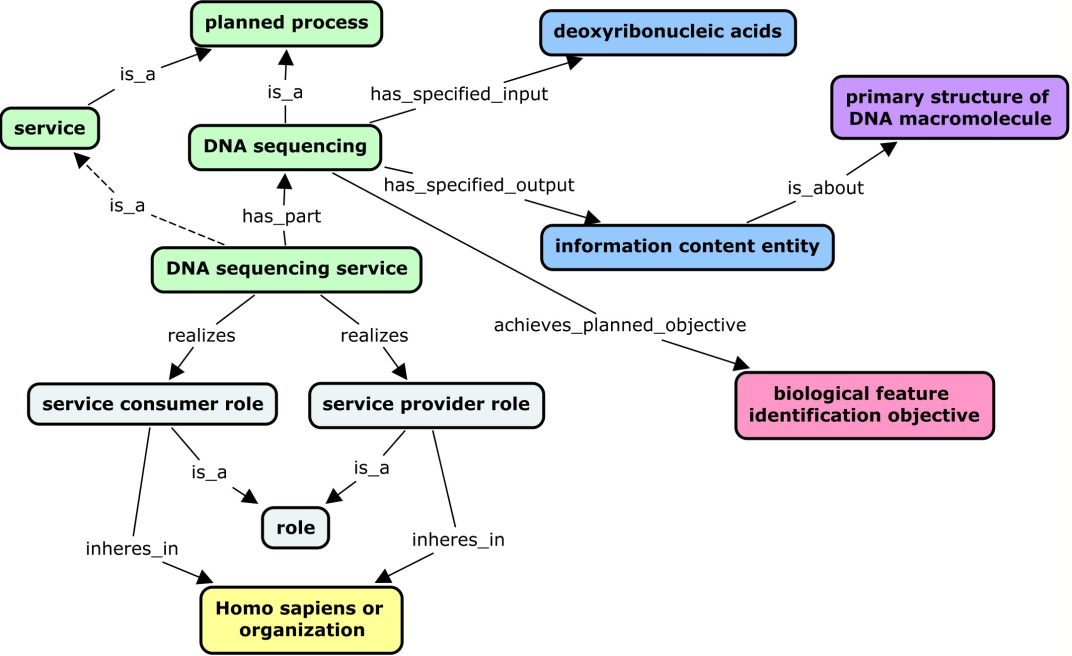 planned process
deoxyribonucleic acids
is_a
is_a
has_specified_input
primary structure of
DNA macromolecule
service
DNA sequencing
has_specified_output
is_about
is_a
has_part
information content entity
DNA sequencing service
achieves_planned_objective
realizes
realizes
biological feature
identification objective
service consumer role
service provider role
is_a
is_a
role
inheres_in
inheres_in
Homo sapiens or
organization